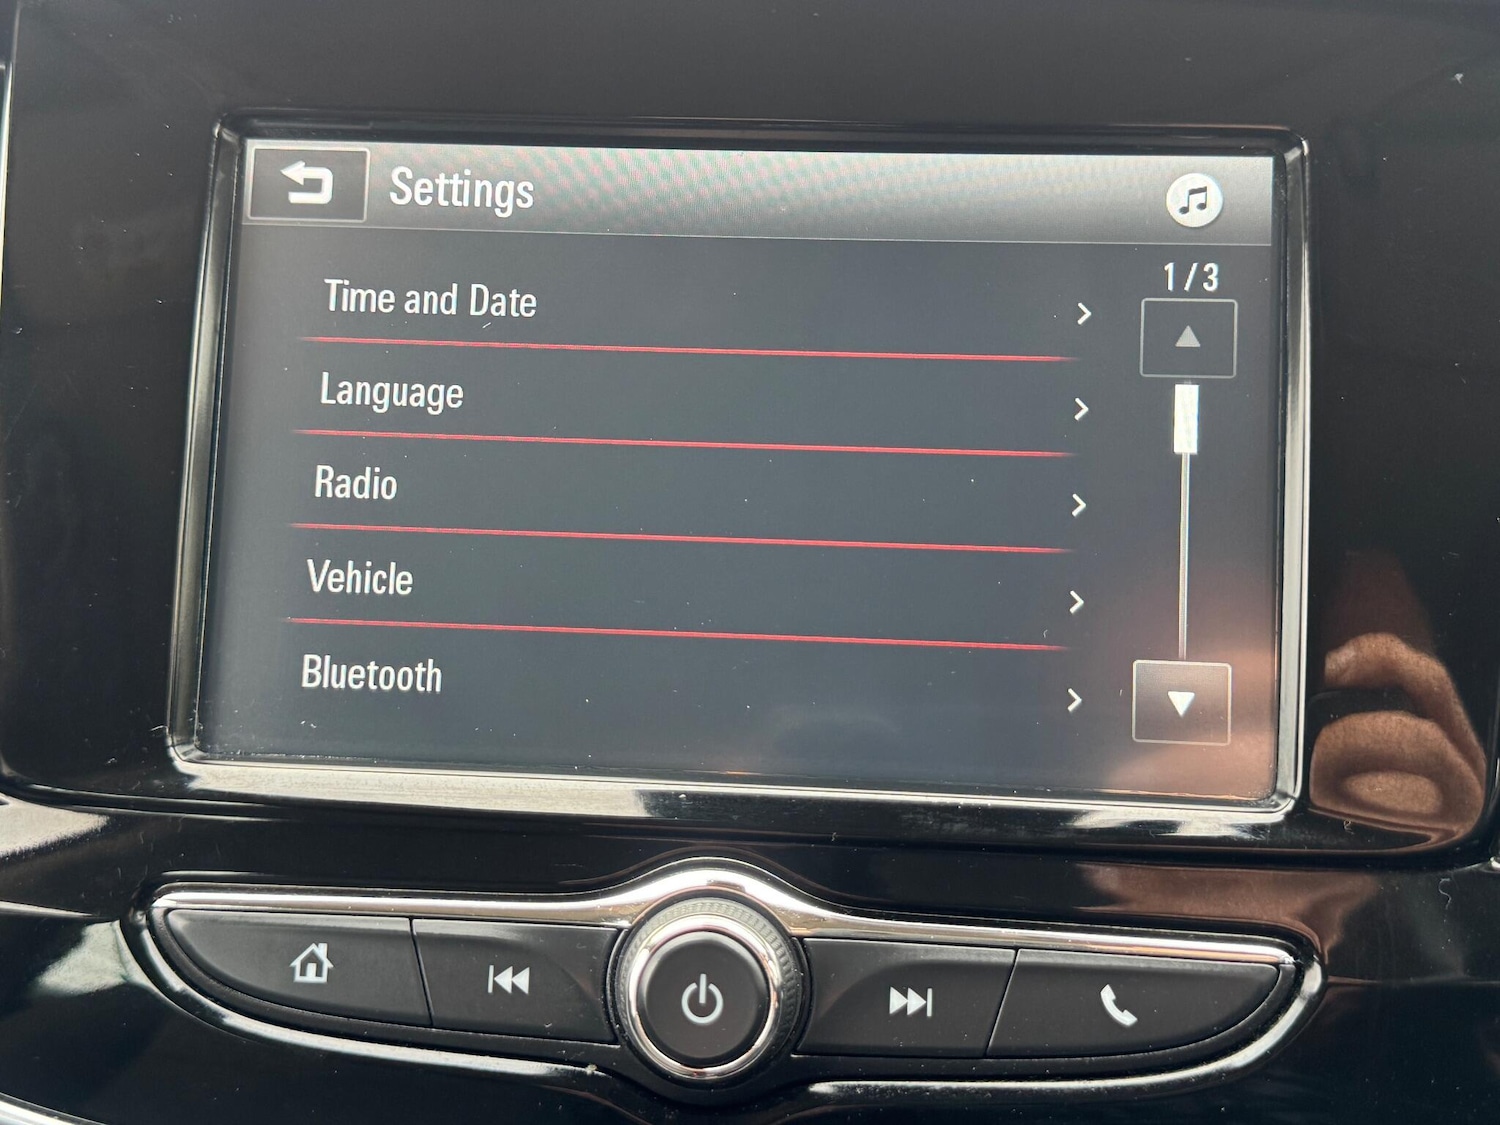 Settings
1/3
Time and Date
Language
Radio
Vehicle
Bluetooth